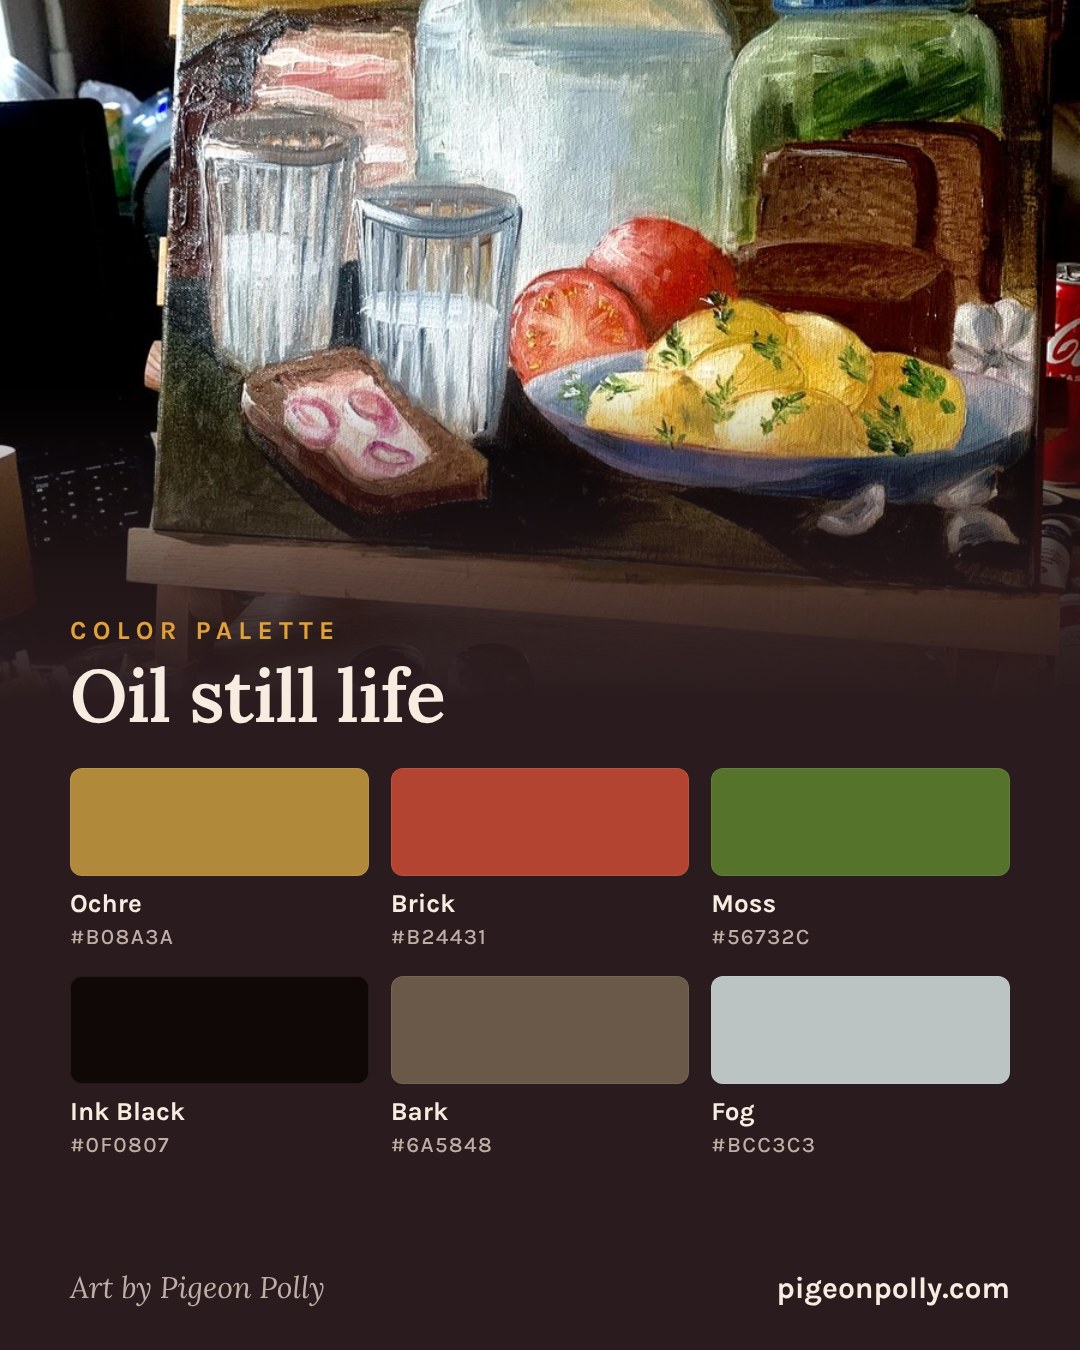 COLOR PALETTE
Oil still life
Ochre
#B08A3A
Brick
#B24431
Moss
#56732C
Ink Black
#0F0807
Bark
#6A5848
Fog
#BCC3C3
Art by Pigeon Polly
pigeonpolly.com